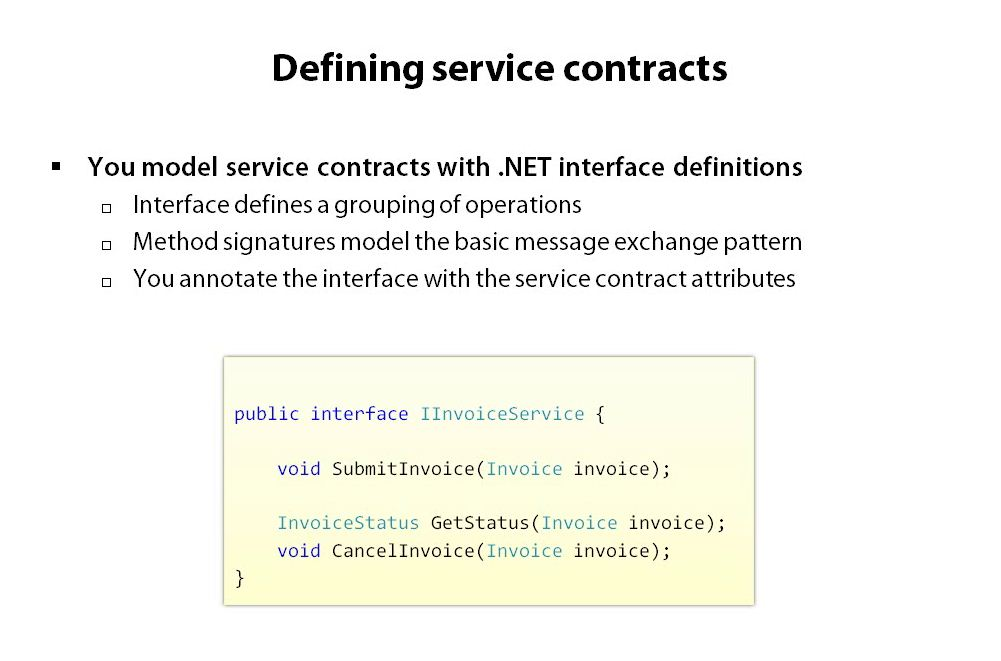 Defining service contracts
▪ You model service contracts with .NET interface definitions
▫ Interface defines a grouping of operations
▫ Method signatures model the basic message exchange pattern
▫ You annotate the interface with the service contract attributes
public interface IInvoiceService {
    void SubmitInvoice(Invoice invoice);
    InvoiceStatus GetStatus(Invoice invoice);
    void CancelInvoice(Invoice invoice);
}